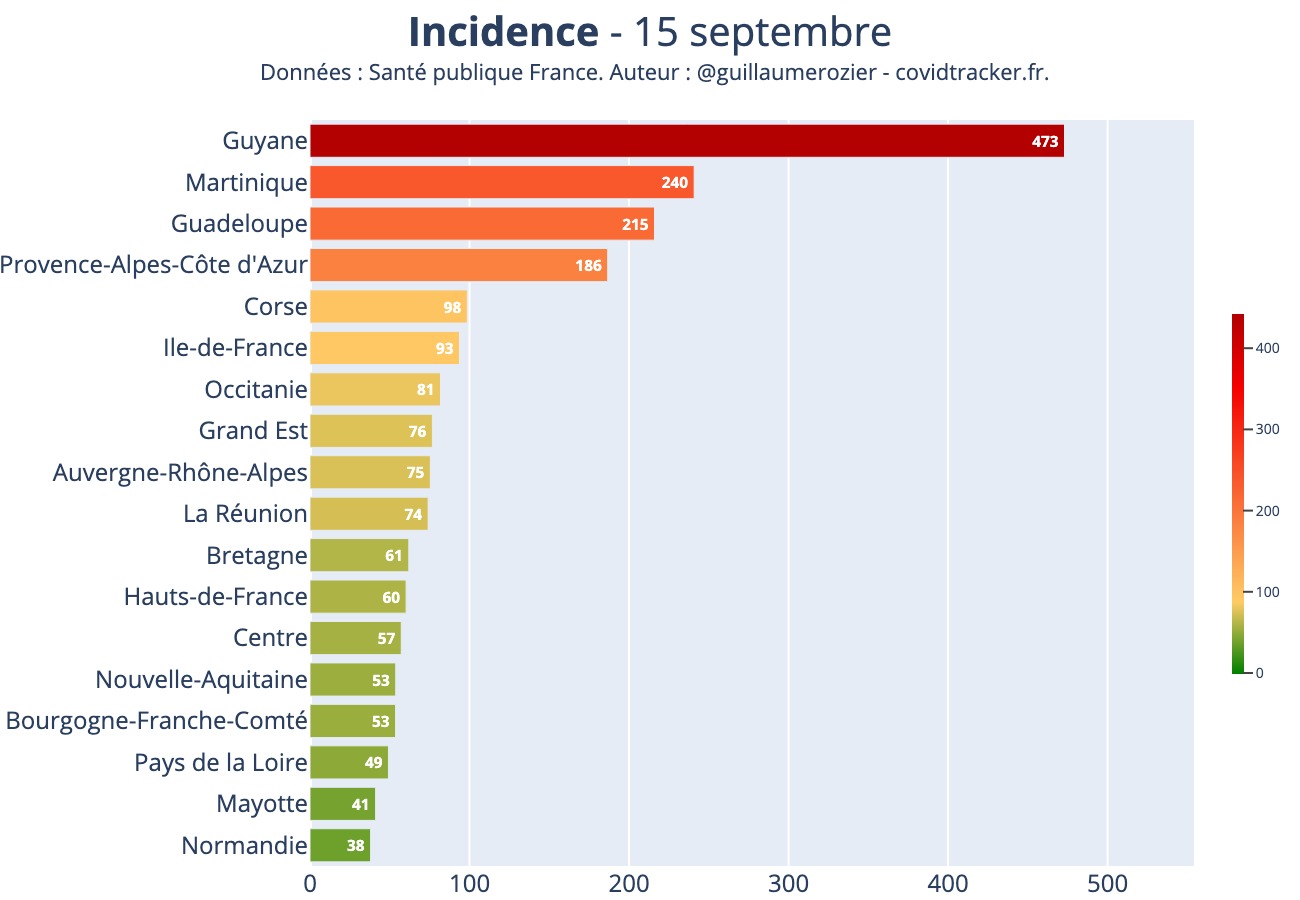 Incidence - 15 septembre
Données : Santé publique France. Auteur : @guillaumerozier - covidtracker.fr.
Guyane 473
Martinique 240
Guadeloupe 215
Provence-Alpes-Côte d'Azur 186
Corse 98
Ile-de-France 93
Occitanie 81
Grand Est 76
Auvergne-Rhône-Alpes 75
La Réunion 74
Bretagne 61
Hauts-de-France 60
Centre 57
Nouvelle-Aquitaine 53
Bourgogne-Franche-Comté 53
Pays de la Loire 49
Mayotte 41
Normandie 38
0 100 200 300 400 500
400
300
200
100
0